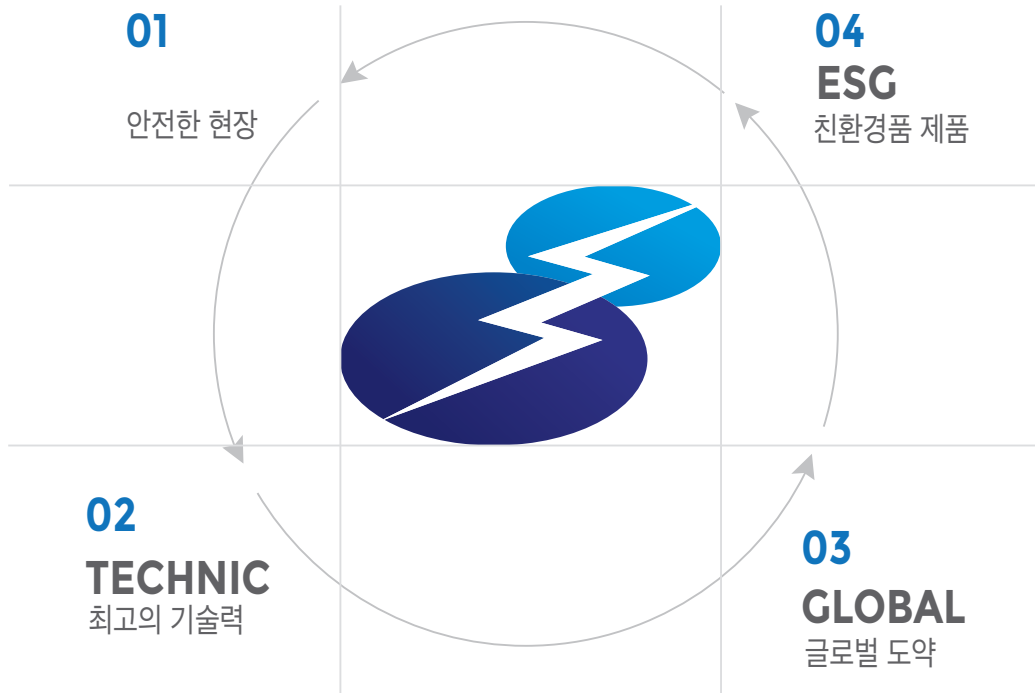 01
안전한 현장
02
TECHNIC
최고의 기술력
03
GLOBAL
글로벌 도약
04
ESG
친환경품 제품